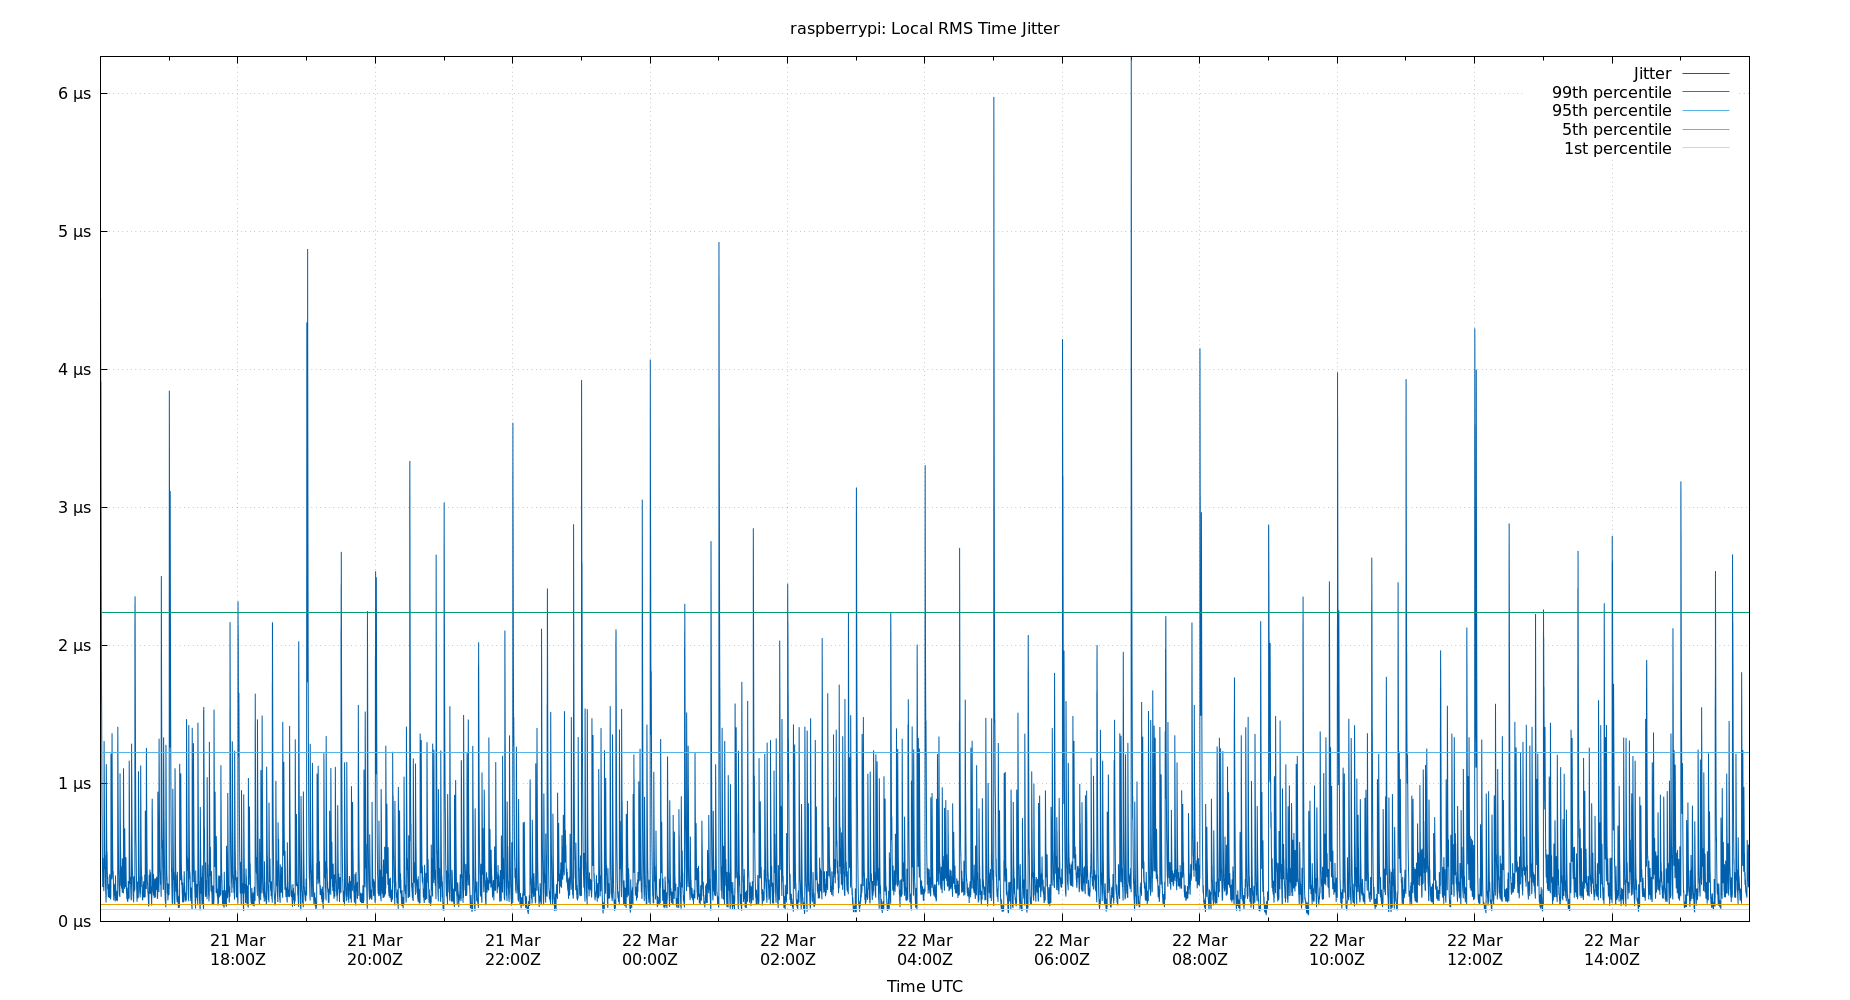 raspberrypi: Local RMS Time Jitter
Jitter
99th percentile
95th percentile
5th percentile
1st percentile
6 µs
5 µs
4 µs
3 µs
2 µs
1 µs
0 µs
21 Mar 21 Mar 21 Mar 22 Mar 22 Mar 22 Mar 22 Mar 22 Mar 22 Mar 22 Mar 22 Mar
18:00Z 20:00Z 22:00Z 00:00Z 02:00Z 04:00Z 06:00Z 08:00Z 10:00Z 12:00Z 14:00Z
Time UTC